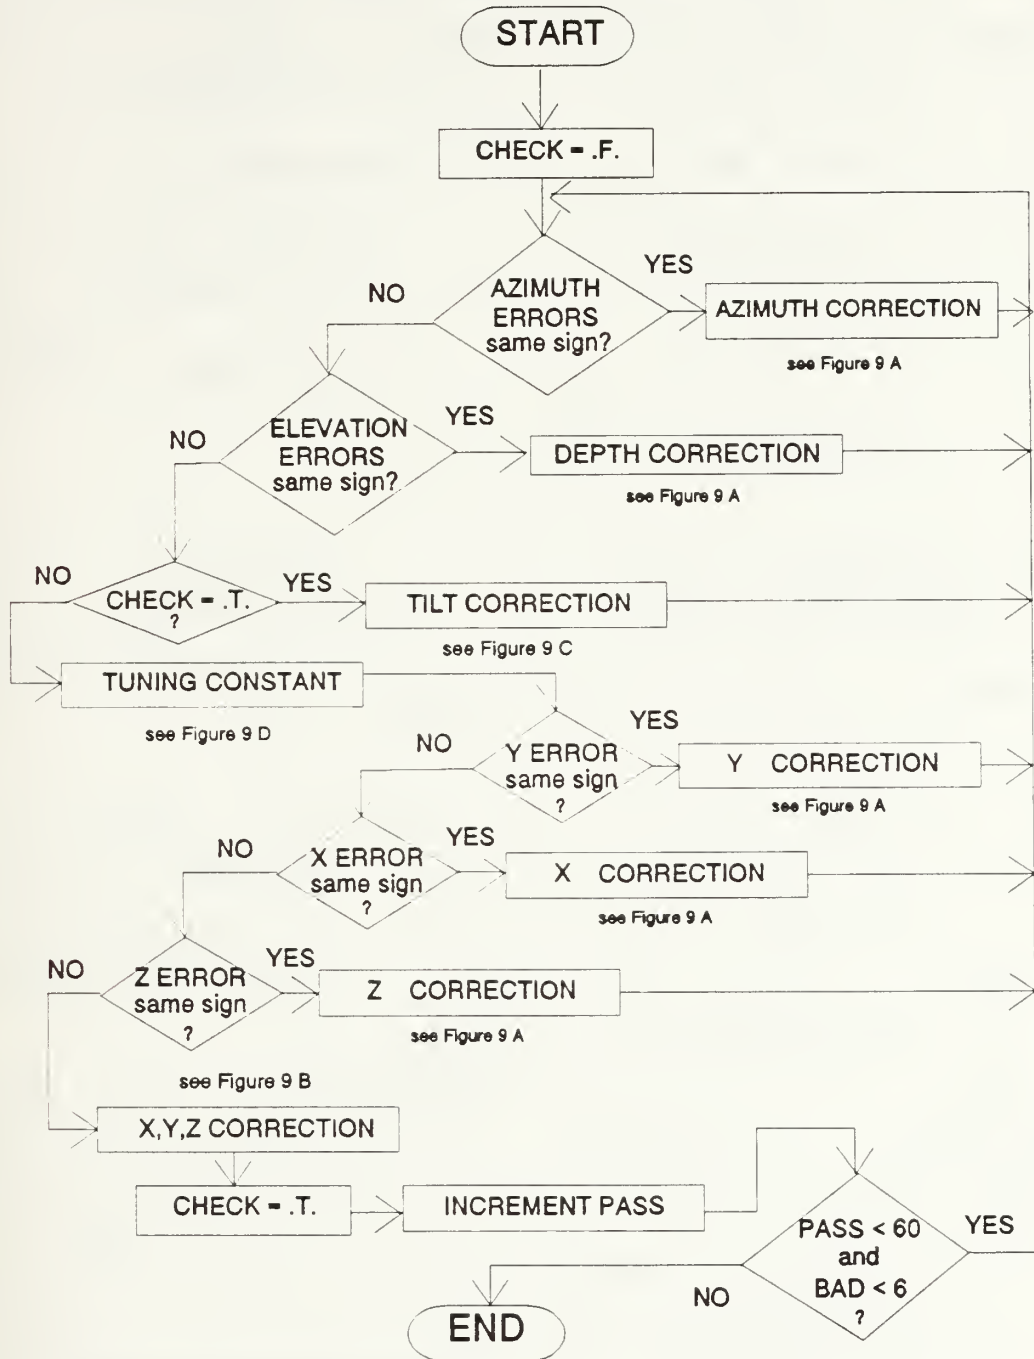 START
CHECK = .F.
NO
AZIMUTH
ERRORS
same sign?
YES
AZIMUTH CORRECTION
see Figure 9 A
NO
ELEVATION
ERRORS
same sign?
YES
DEPTH CORRECTION
see Figure 9 A
NO
CHECK = .T.
?
YES
TILT CORRECTION
see Figure 9 C
TUNING CONSTANT
see Figure 9 D
NO
Y ERROR
same sign
?
YES
Y CORRECTION
see Figure 9 A
NO
X ERROR
same sign
?
YES
X CORRECTION
see Figure 9 A
NO
Z ERROR
same sign
?
YES
Z CORRECTION
see Figure 9 A
see Figure 9 B
X,Y,Z CORRECTION
CHECK = .T.
INCREMENT PASS
PASS < 60
and
BAD < 6
?
YES
NO
END